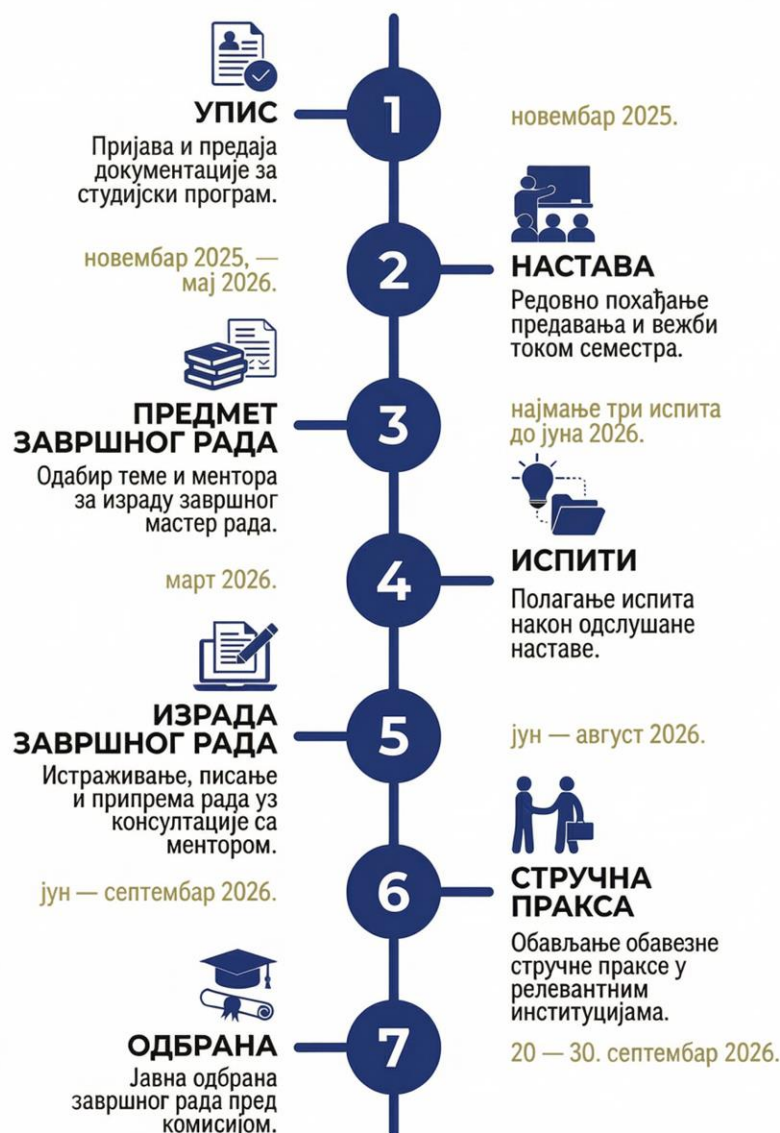 1
УПИС
Пријава и предаја
документације за
студијски програм.
новембар 2025.
2
НАСТАВА
Редовно похађање
предавања и вежби
током семестра.
новембар 2025, —
мај 2026.
3
ПРЕДМЕТ
ЗАВРШНОГ РАДА
Одабир теме и ментора
за израду завршног
мастер рада.
најмање три испита
до јуна 2026.
4
ИСПИТИ
Полагање испита
након одслушане
наставе.
март 2026.
5
ИЗРАДА
ЗАВРШНОГ РАДА
Истраживање, писање
и припрема рада уз
консултације са
ментором.
јун — август 2026.
6
СТРУЧНА
ПРАКСА
Обављање обавезне
стручне праксе у
релевантним
институцијама.
јун — септембар 2026.
7
ОДБРАНА
Јавна одбрана
завршног рада пред
комисијом.
20 — 30. септембар 2026.